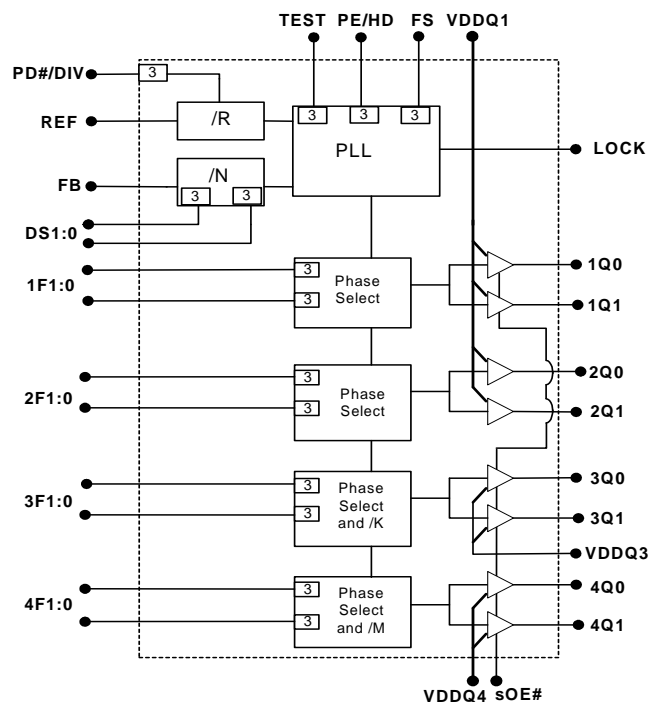 TEST PE/HD FS VDDQ1
PD#/DIV
3
REF
/R
3 3 3
PLL
LOCK
FB
/N
3 3
DS1:0
1F1:0
3
3
Phase
Select
1Q0
1Q1
2F1:0
3
3
Phase
Select
2Q0
2Q1
3F1:0
3
3
Phase
Select
and /K
3Q0
3Q1
VDDQ3
4F1:0
3
3
Phase
Select
and /M
4Q0
4Q1
VDDQ4 sOE#